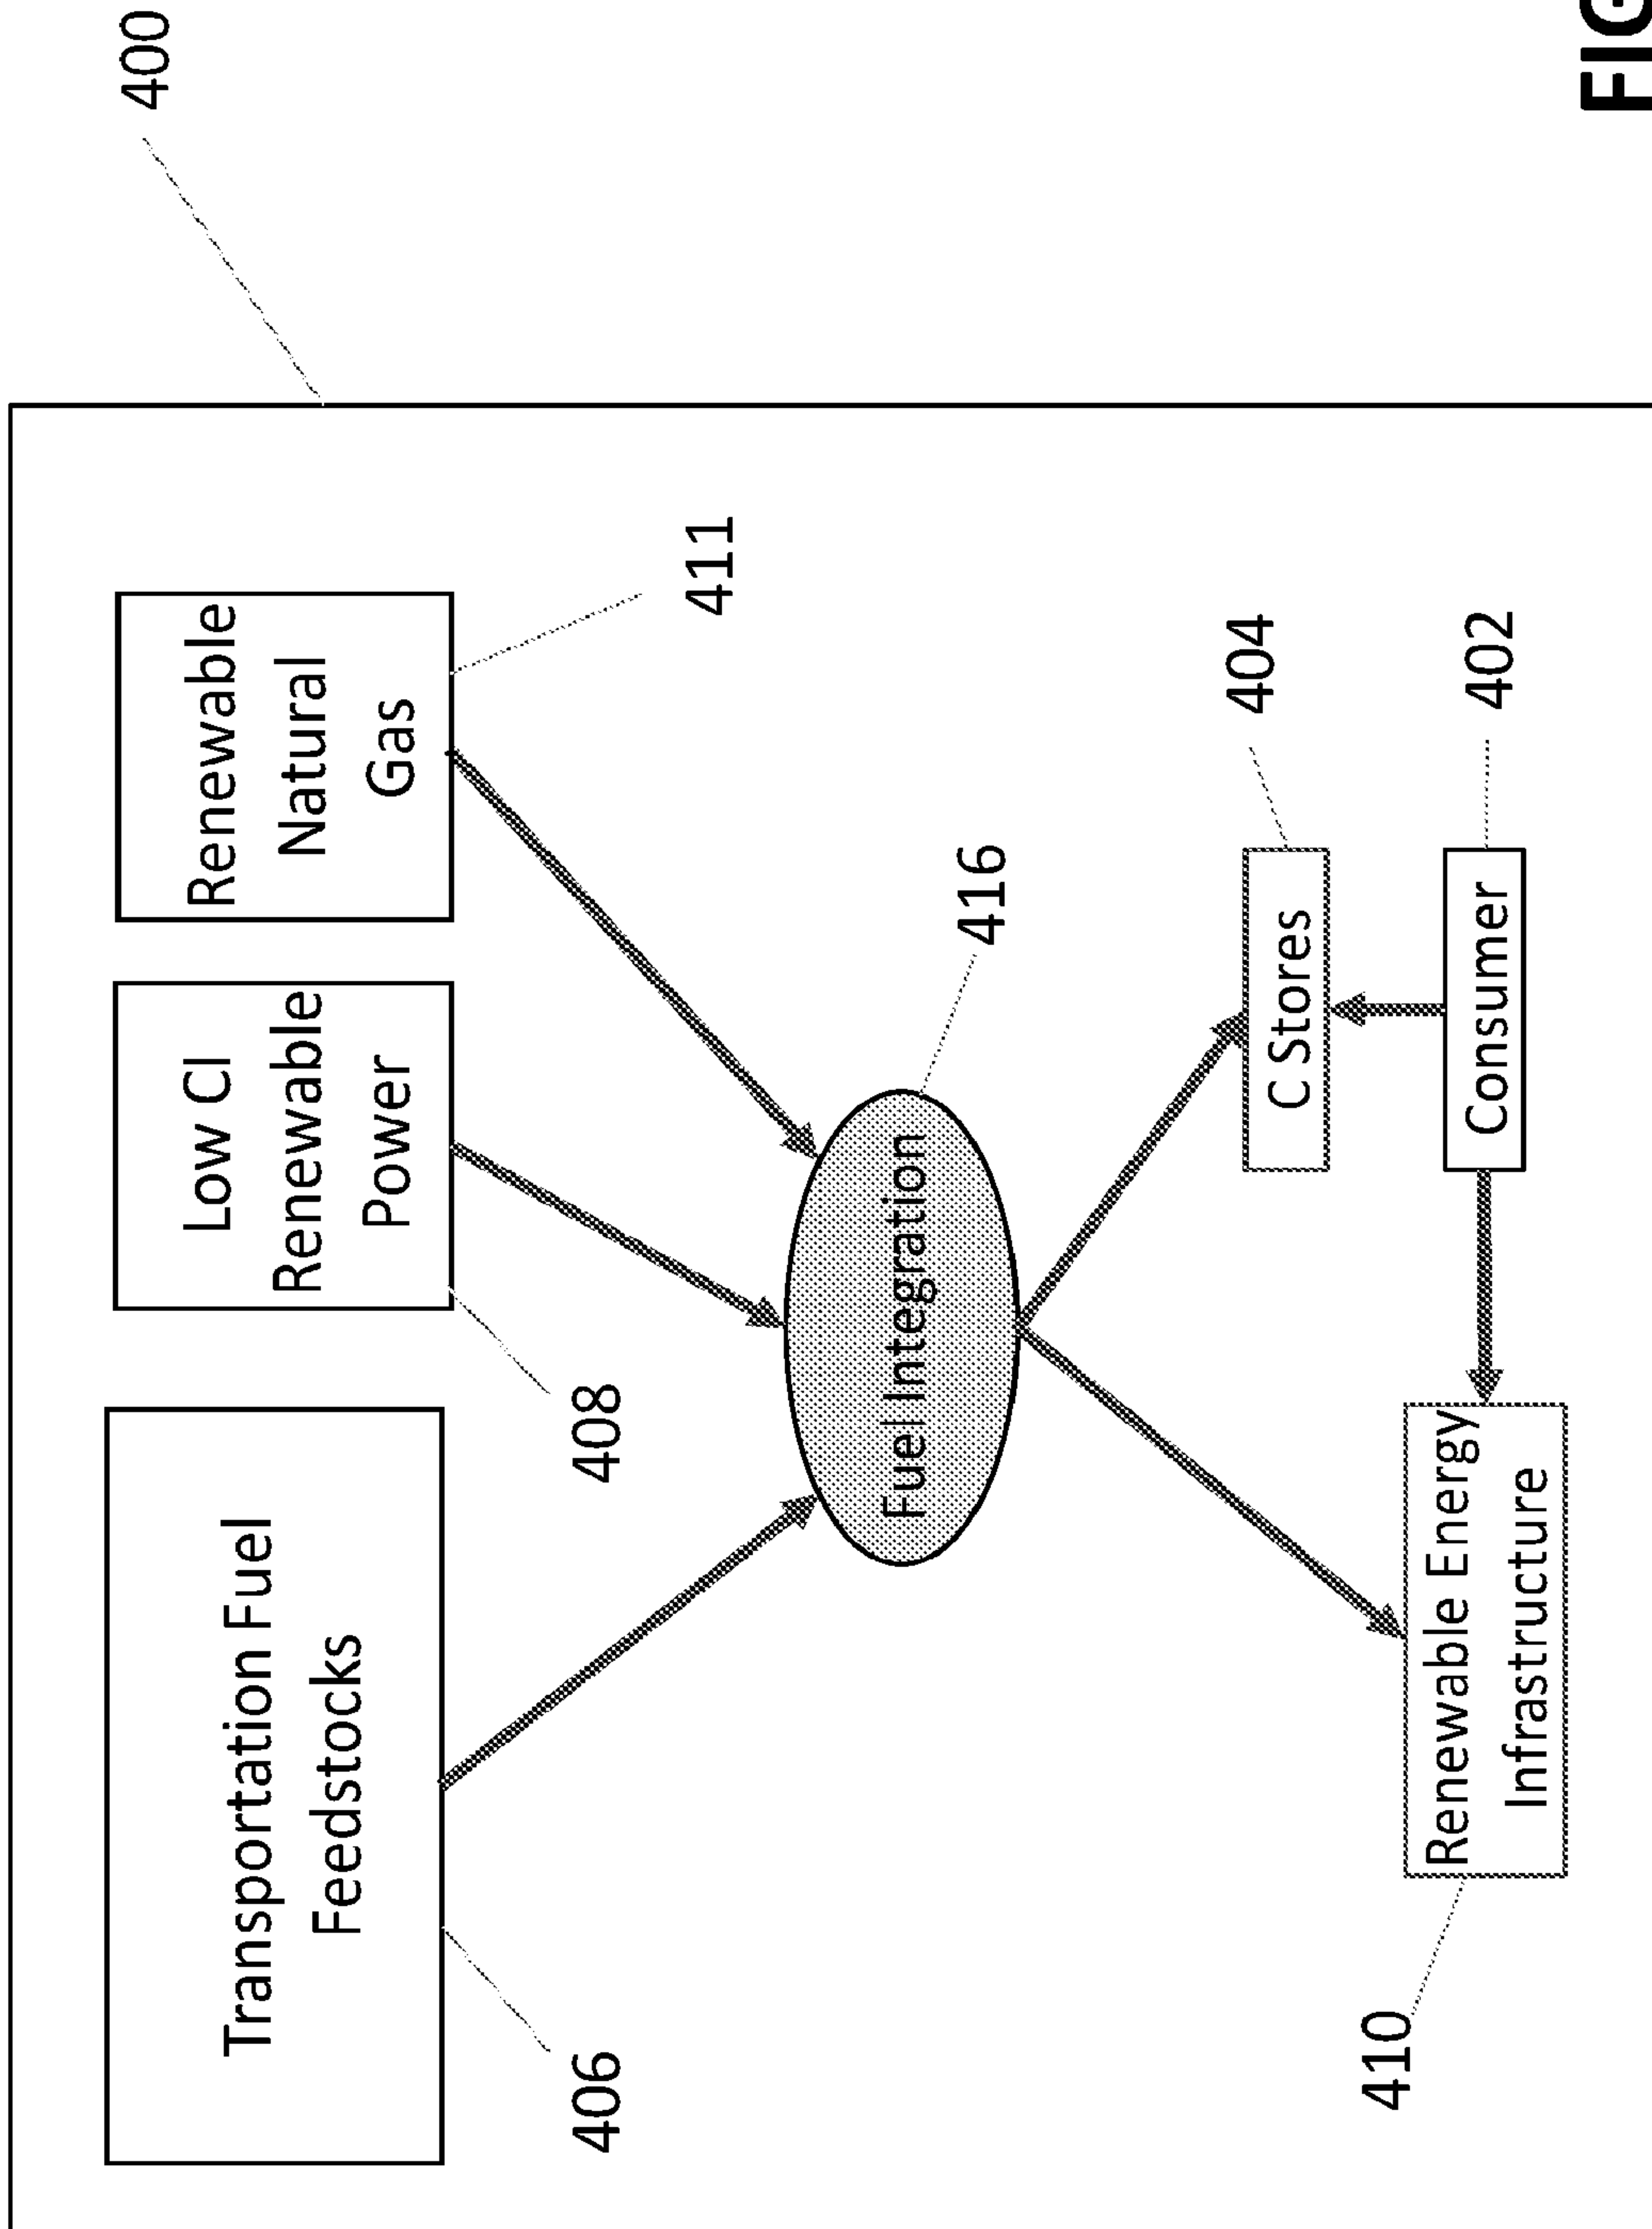 400
Transportation Fuel
Feedstocks
Low CI
Renewable
Power
Renewable
Natural
Gas
406
408
411
Fuel Integration
416
C Stores
404
Renewable Energy
Infrastructure
Consumer
402
410
FIG